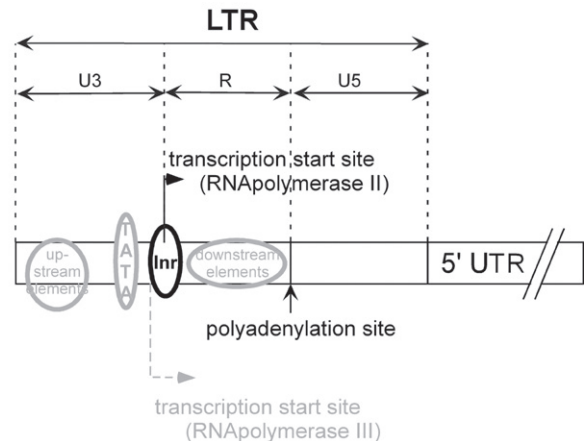 LTR
U3
R
U5
transcription start site
(RNApolymerase II)
up-
stream
elements
TATA
Inr
downstream
elements
5' UTR
polyadenylation site
transcription start site
(RNApolymerase III)